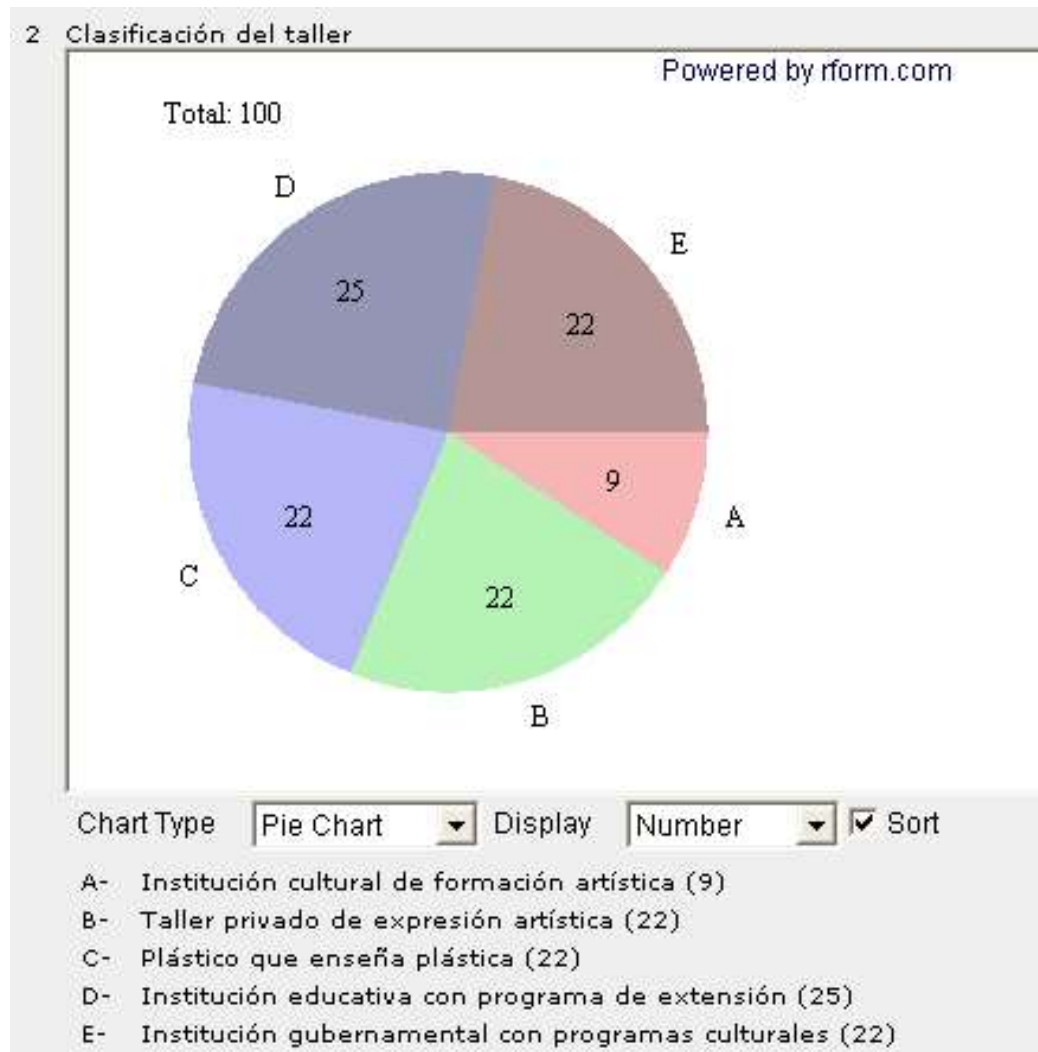 2 Clasificación del taller
Powered by rform.com
Total: 100
D
E
25
22
9
22
A
C
22
B
Chart Type Pie Chart Display Number Sort
A- Institución cultural de formación artística (9)
B- Taller privado de expresión artística (22)
C- Plástico que enseña plástica (22)
D- Institución educativa con programa de extensión (25)
E- Institución gubernamental con programas culturales (22)